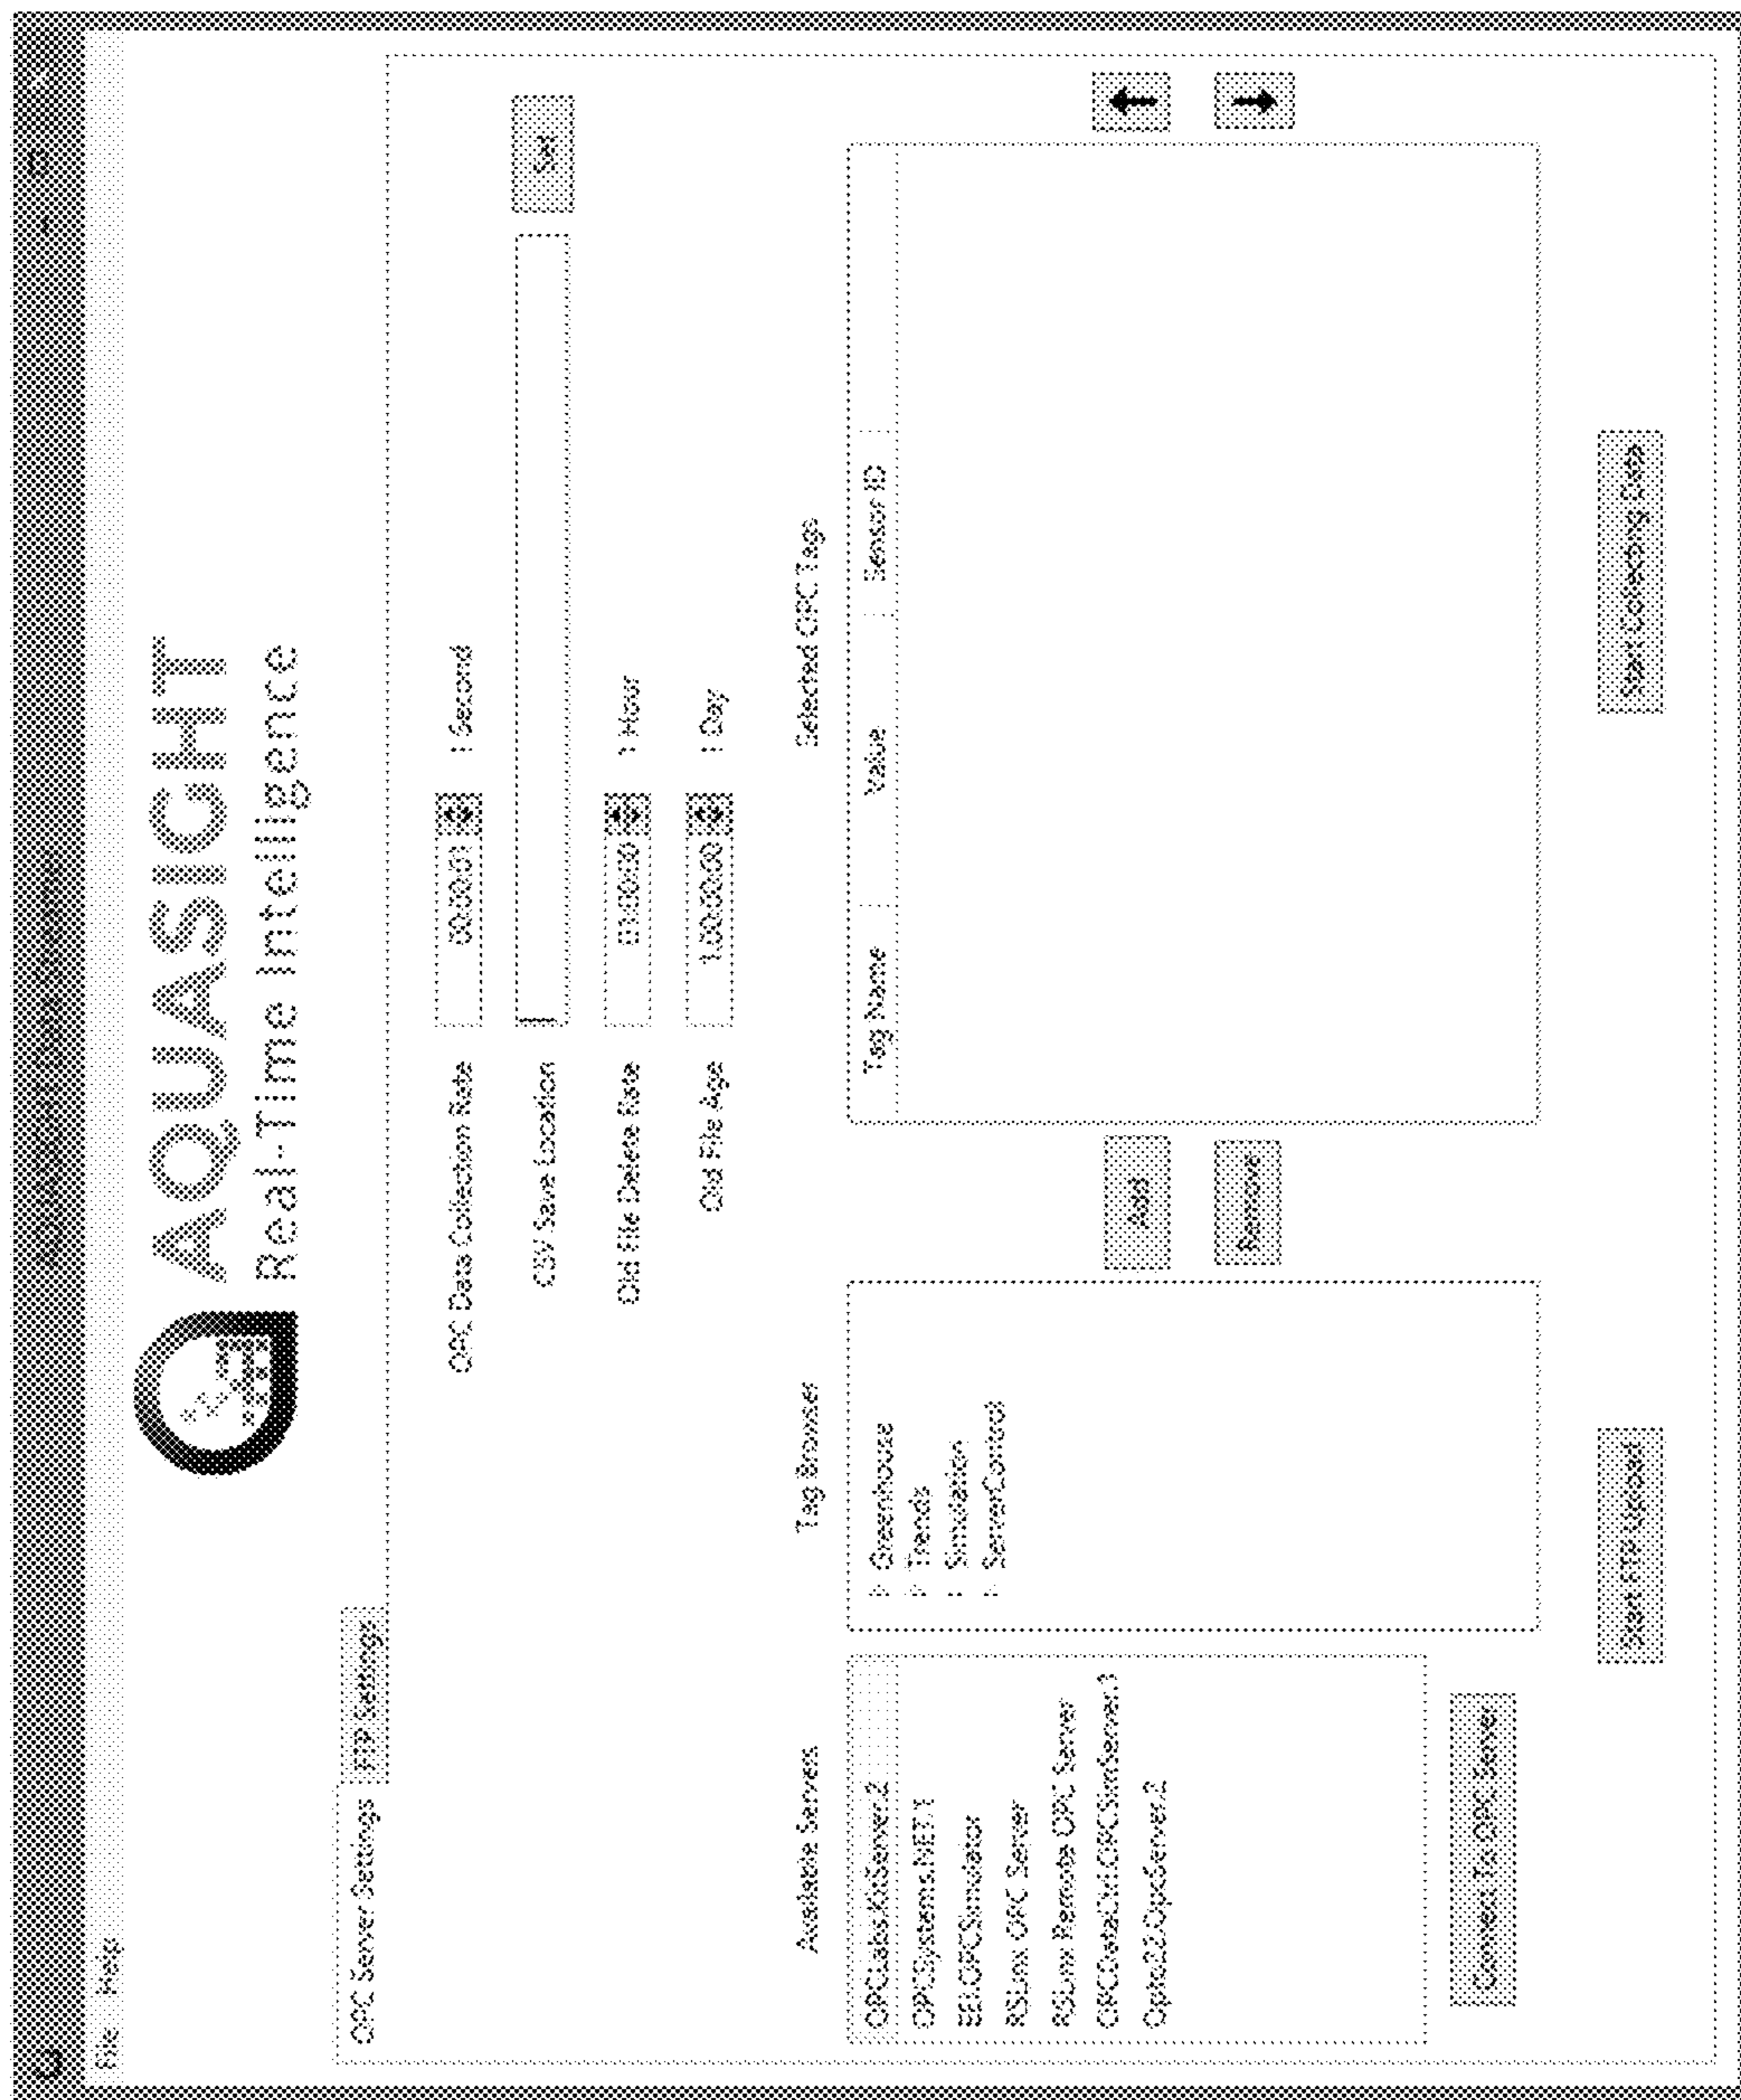 File Help
AQUASIGHT
Real-Time Intelligence
OPC Server Settings FTP Settings
OPC Data Collection Rate 00:00:01 1 Second
CSV Save Location Set
Old File Delete Rate 01:00:00 1 Hour
Old File Age 1.00:00:00 1 Day
Available Servers Tag Browser Selected OPC Tags
OPCLabs.KitServer.2
OPCSystems.NET.1
EEI.OPCSimulator
RSLinx OPC Server
RSLinx Remote OPC Server
OPCDataCtrl.OPCSimServer.3
Opto22.OpcServer.2
Greenhouse
Trends
Simulation
ServerControl
Tag Name Value Sensor ID
Add
Remove
Connect To OPC Server
Start FTP Upload Start Collecting Data